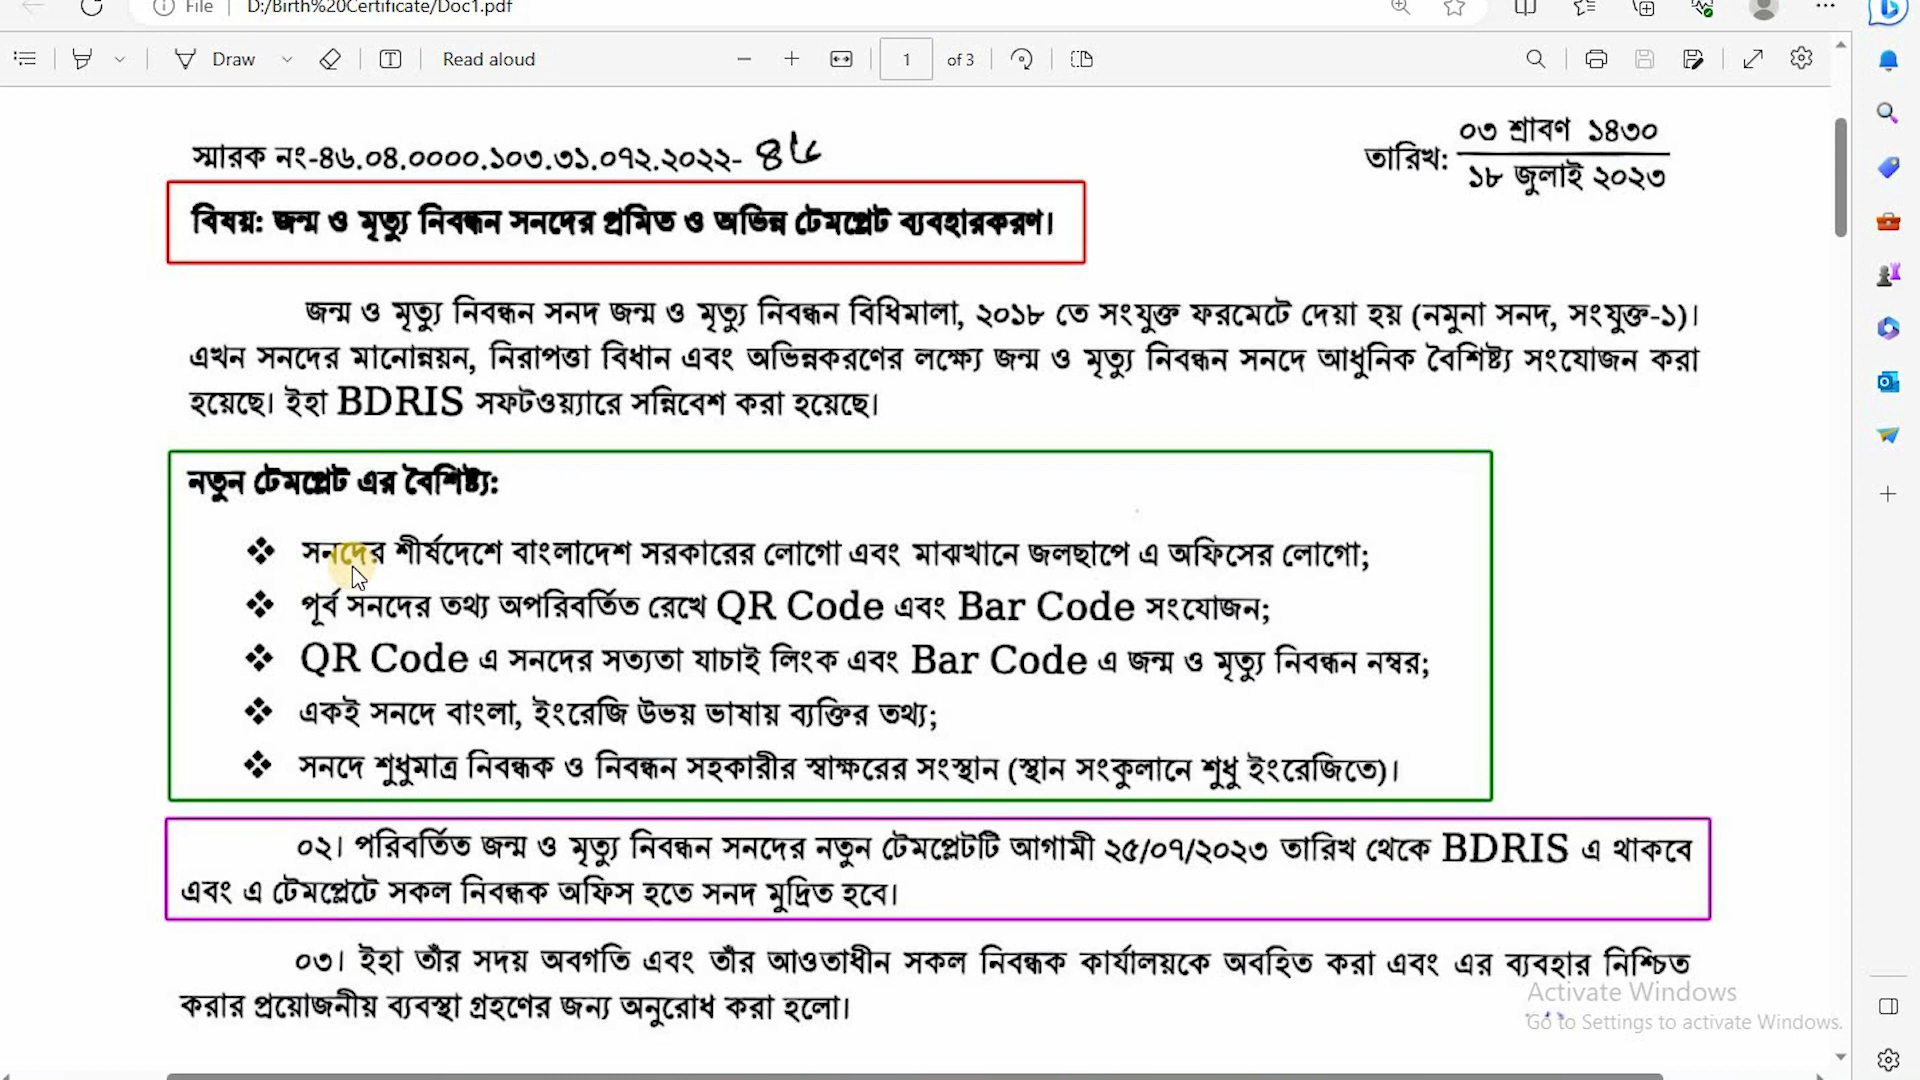 File
D:/Birth%20Certificate/Doc1.pdf
Draw
Read aloud
1
of 3
স্মারক নং-৪৬.০৪.০০০০.১০৩.৩১.০৭২.২০২২-
তারিখ:
০৩ শ্রাবণ ১৪৩০
১৮ জুলাই ২০২৩
বিষয়: জন্ম ও মৃত্যু নিবন্ধন সনদের প্রমিত ও অভিন্ন টেমপ্লেট ব্যবহারকরণ।
জন্ম ও মৃত্যু নিবন্ধন সনদ জন্ম ও মৃত্যু নিবন্ধন বিধিমালা, ২০১৮ তে সংযুক্ত ফরমেটে দেয়া হয় (নমুনা সনদ, সংযুক্ত-১)।
এখন সনদের মানোন্নয়ন, নিরাপত্তা বিধান এবং অভিন্নকরণের লক্ষ্যে জন্ম ও মৃত্যু নিবন্ধন সনদে আধুনিক বৈশিষ্ট্য সংযোজন করা
হয়েছে। ইহা BDRIS সফটওয়্যারে সন্নিবেশ করা হয়েছে।
নতুন টেমপ্লেট এর বৈশিষ্ট্য:
❖ সনদের শীর্ষদেশে বাংলাদেশ সরকারের লোগো এবং মাঝখানে জলছাপে এ অফিসের লোগো;
❖ পূর্ব সনদের তথ্য অপরিবর্তিত রেখে QR Code এবং Bar Code সংযোজন;
❖ QR Code এ সনদের সত্যতা যাচাই লিংক এবং Bar Code এ জন্ম ও মৃত্যু নিবন্ধন নম্বর;
❖ একই সনদে বাংলা, ইংরেজি উভয় ভাষায় ব্যক্তির তথ্য;
❖ সনদে শুধুমাত্র নিবন্ধক ও নিবন্ধন সহকারীর স্বাক্ষরের সংস্থান (স্থান সংকুলানে শুধু ইংরেজিতে)।
০২। পরিবর্তিত জন্ম ও মৃত্যু নিবন্ধন সনদের নতুন টেমপ্লেটটি আগামী ২৫/০৭/২০২৩ তারিখ থেকে BDRIS এ থাকবে
এবং এ টেমপ্লেটে সকল নিবন্ধক অফিস হতে সনদ মুদ্রিত হবে।
০৩। ইহা তাঁর সদয় অবগতি এবং তাঁর আওতাধীন সকল নিবন্ধক কার্যালয়কে অবহিত করা এবং এর ব্যবহার নিশ্চিত
করার প্রয়োজনীয় ব্যবস্থা গ্রহণের জন্য অনুরোধ করা হলো।
Activate Windows
Go to Settings to activate Windows.